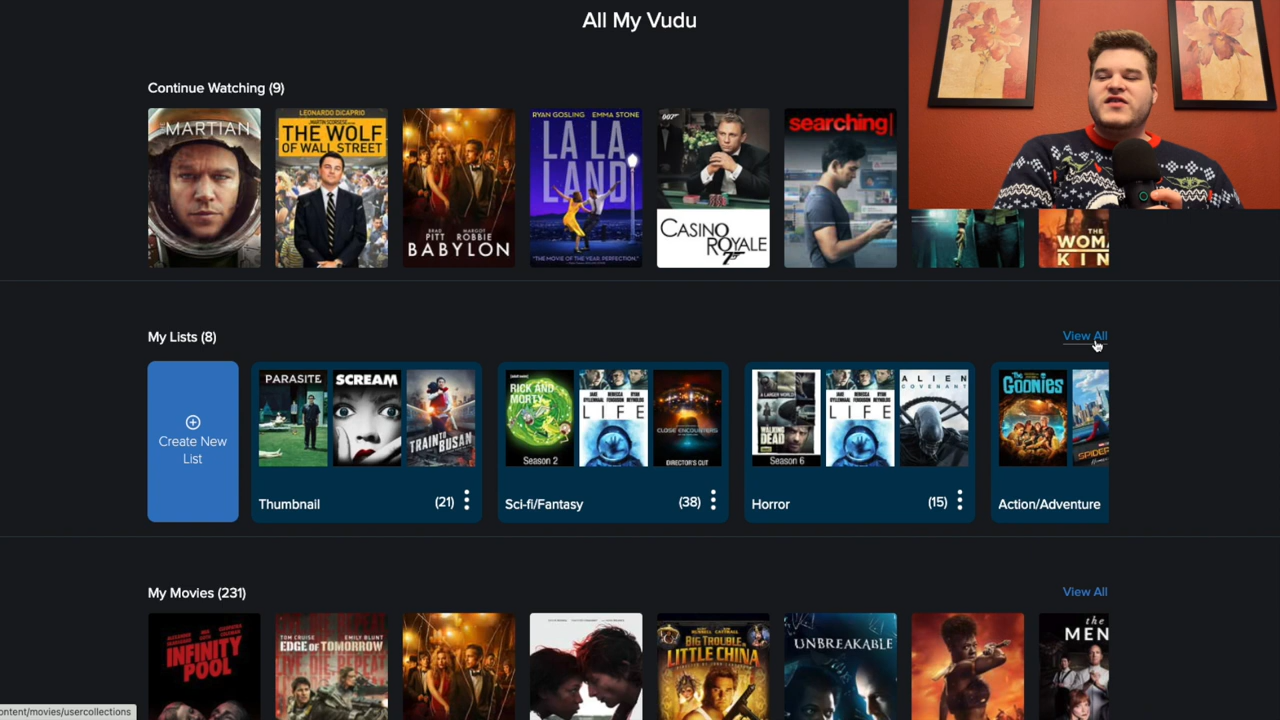 All My Vudu
Continue Watching (9)
THE MARTIAN
LEONARDO DICAPRIO
THE WOLF
OF WALL STREET
BRAD PITT MARGOT ROBBIE
BABYLON
RYAN GOSLING EMMA STONE
LA LA
LAND
"THE MOVIE OF THE YEAR. PERFECTION."
007
CASINO
ROYALE
007
searching
THE
WOMA
KIN
My Lists (8)
View All
Create New
List
PARASITE
SCREAM
TRAIN TO
BUSAN
Thumbnail
(21)
RICK AND
MORTY
Season 2
LIFE
CLOSE ENCOUNTERS
DIRECTOR'S CUT
Sci-fi/Fantasy
(38)
THE
WALKING
DEAD
Season 6
LIFE
ALIEN
COVENANT
Horror
(15)
THE
GOONIES
SPIDER
Action/Adventure
My Movies (231)
View All
INFINITY
POOL
TOM CRUISE EMILY BLUNT
EDGE OF TOMORROW
LIVE DIE REPEAT
BIG TROUBLE
LITTLE CHINA
UNBREAKABLE
the
MEN
ontent/movies/usercollections